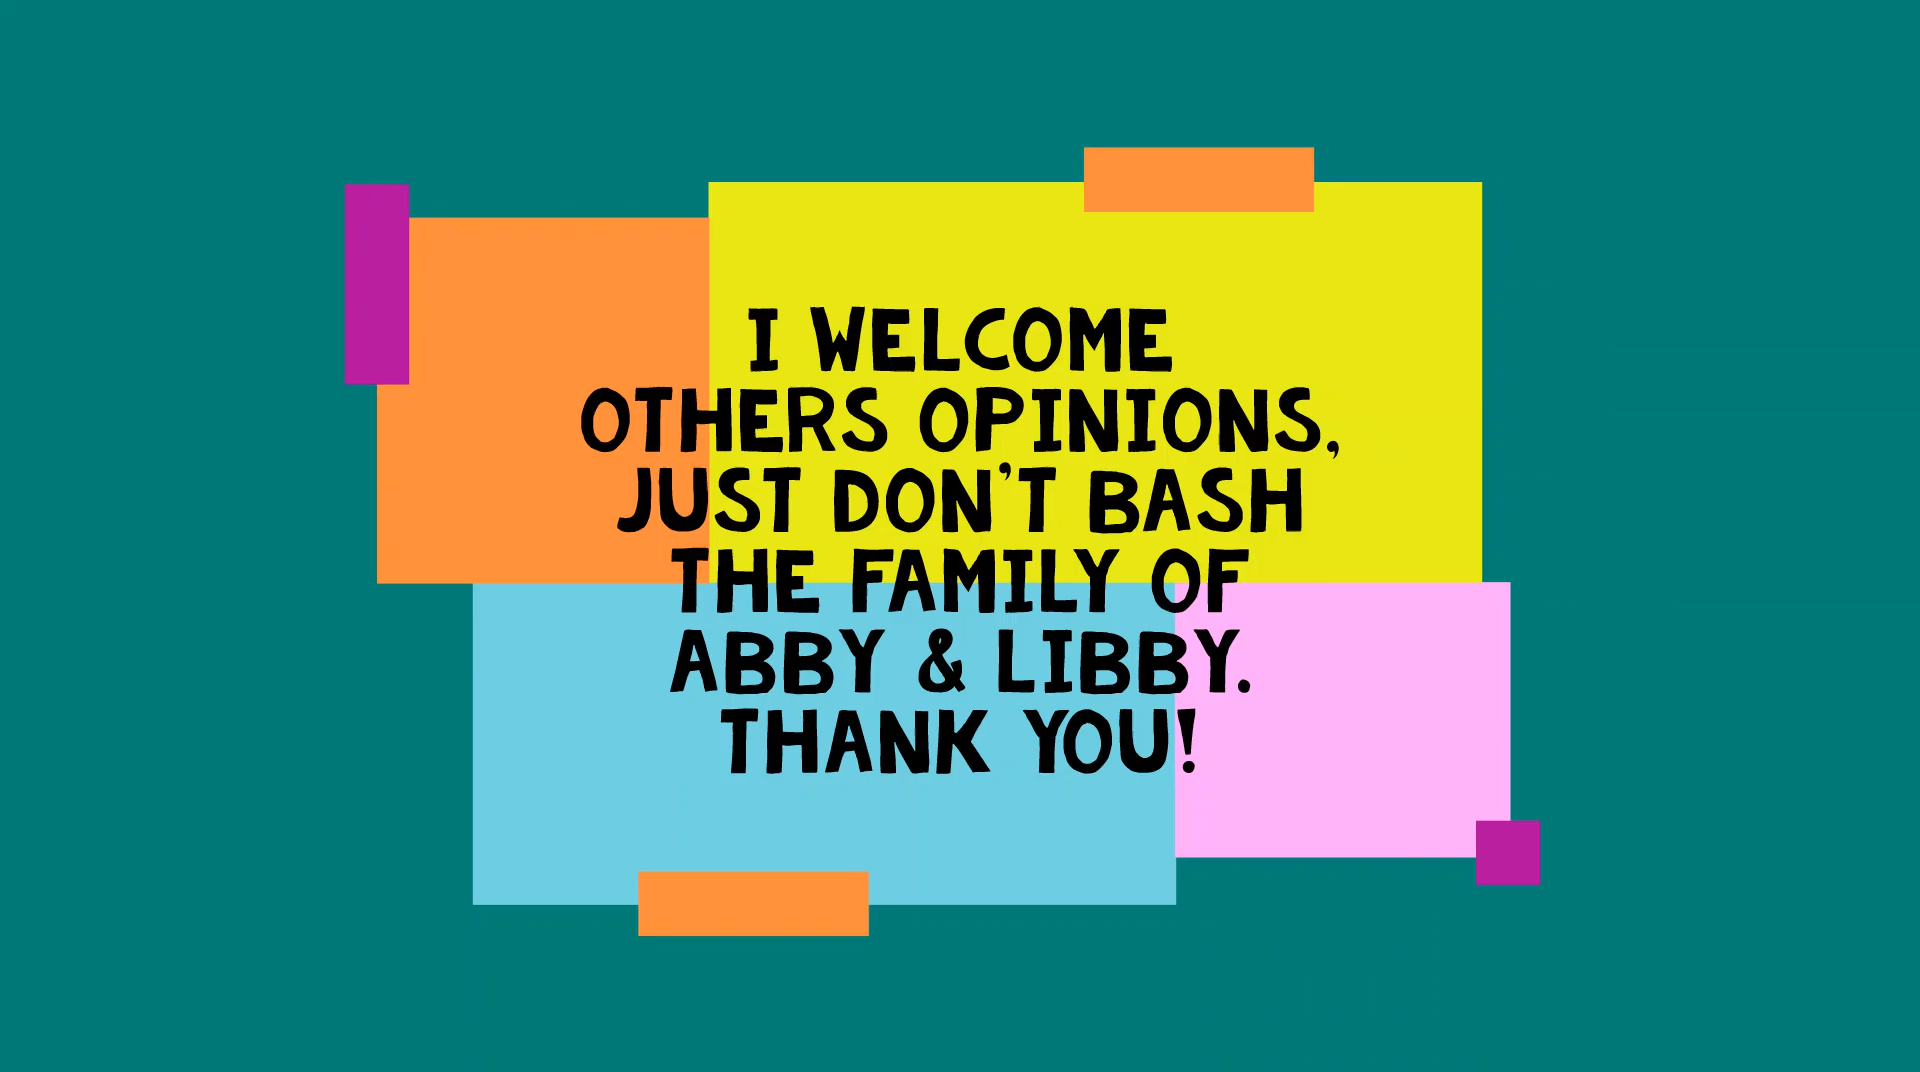 I WELCOME
OTHERS OPINIONS,
JUST DON'T BASH
THE FAMILY OF
ABBY & LIBBY.
THANK YOU!